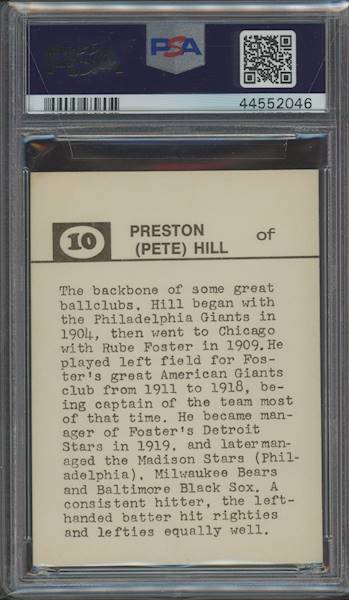 PSA
44552046
10
PRESTON of
(PETE) HILL
The backbone of some great
ballclubs, Hill began with
the Philadelphia Giants in
1904, then went to Chicago
with Rube Foster in 1909.He
played left field for Fos-
ter's great American Giants
club from 1911 to 1918, be-
ing captain of the team most
of that time. He became man-
ager of Foster's Detroit
Stars in 1919, and laterman-
aged the Madison Stars (Phil-
adelphia), Milwaukee Bears
and Baltimore Black Sox. A
consistent hitter, the left-
handed batter hit righties
and lefties equally well.